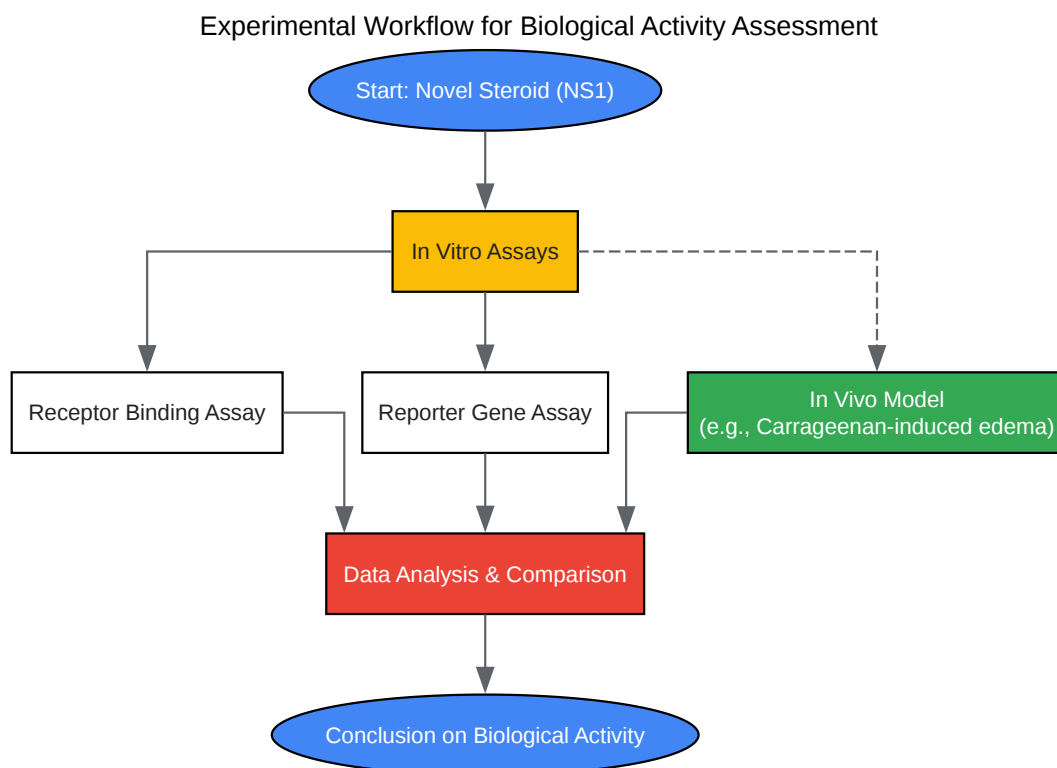 Experimental Workflow for Biological Activity Assessment
Start: Novel Steroid (NS1)
In Vitro Assays
Receptor Binding Assay
Reporter Gene Assay
In Vivo Model
(e.g., Carrageenan-induced edema)
Data Analysis & Comparison
Conclusion on Biological Activity